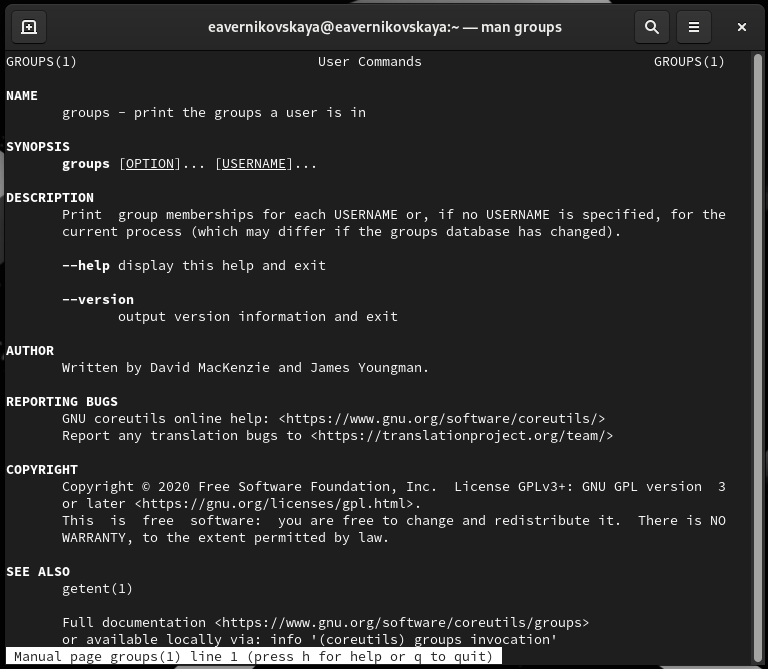 eavernikovskaya@eavernikovskaya:~ — man groups
GROUPS(1) User Commands GROUPS(1)
NAME
groups - print the groups a user is in
SYNOPSIS
groups [OPTION]... [USERNAME]...
DESCRIPTION
Print group memberships for each USERNAME or, if no USERNAME is specified, for the
current process (which may differ if the groups database has changed).
--help display this help and exit
--version
output version information and exit
AUTHOR
Written by David MacKenzie and James Youngman.
REPORTING BUGS
GNU coreutils online help: <https://www.gnu.org/software/coreutils/>
Report any translation bugs to <https://translationproject.org/team/>
COPYRIGHT
Copyright © 2020 Free Software Foundation, Inc. License GPLv3+: GNU GPL version 3
or later <https://gnu.org/licenses/gpl.html>.
This is free software: you are free to change and redistribute it. There is NO
WARRANTY, to the extent permitted by law.
SEE ALSO
getent(1)
Full documentation <https://www.gnu.org/software/coreutils/groups>
or available locally via: info '(coreutils) groups invocation'
Manual page groups(1) line 1 (press h for help or q to quit)